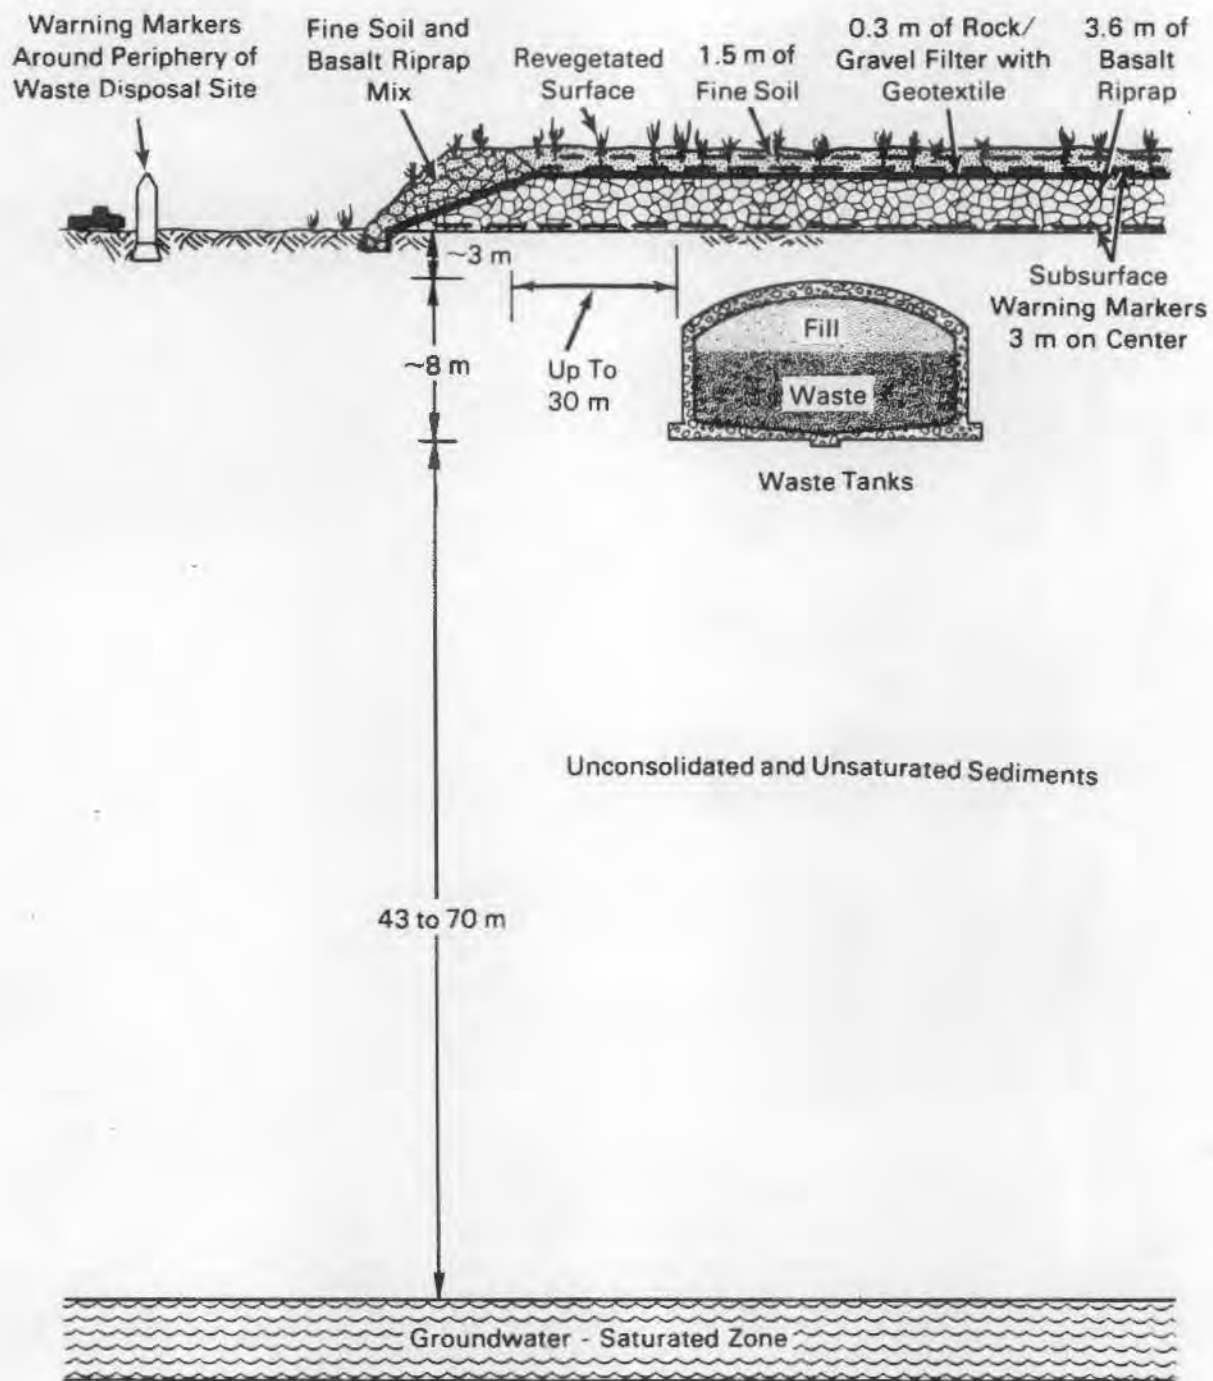 Warning Markers
Around Periphery of
Waste Disposal Site
Fine Soil and
Basalt Riprap
Mix
Revegetated
Surface
1.5 m of
Fine Soil
0.3 m of Rock/
Gravel Filter with
Geotextile
3.6 m of
Basalt
Riprap
~3 m
Subsurface
Warning Markers
3 m on Center
~8 m
Up To
30 m
Fill
Waste
Waste Tanks
Unconsolidated and Unsaturated Sediments
43 to 70 m
Groundwater - Saturated Zone